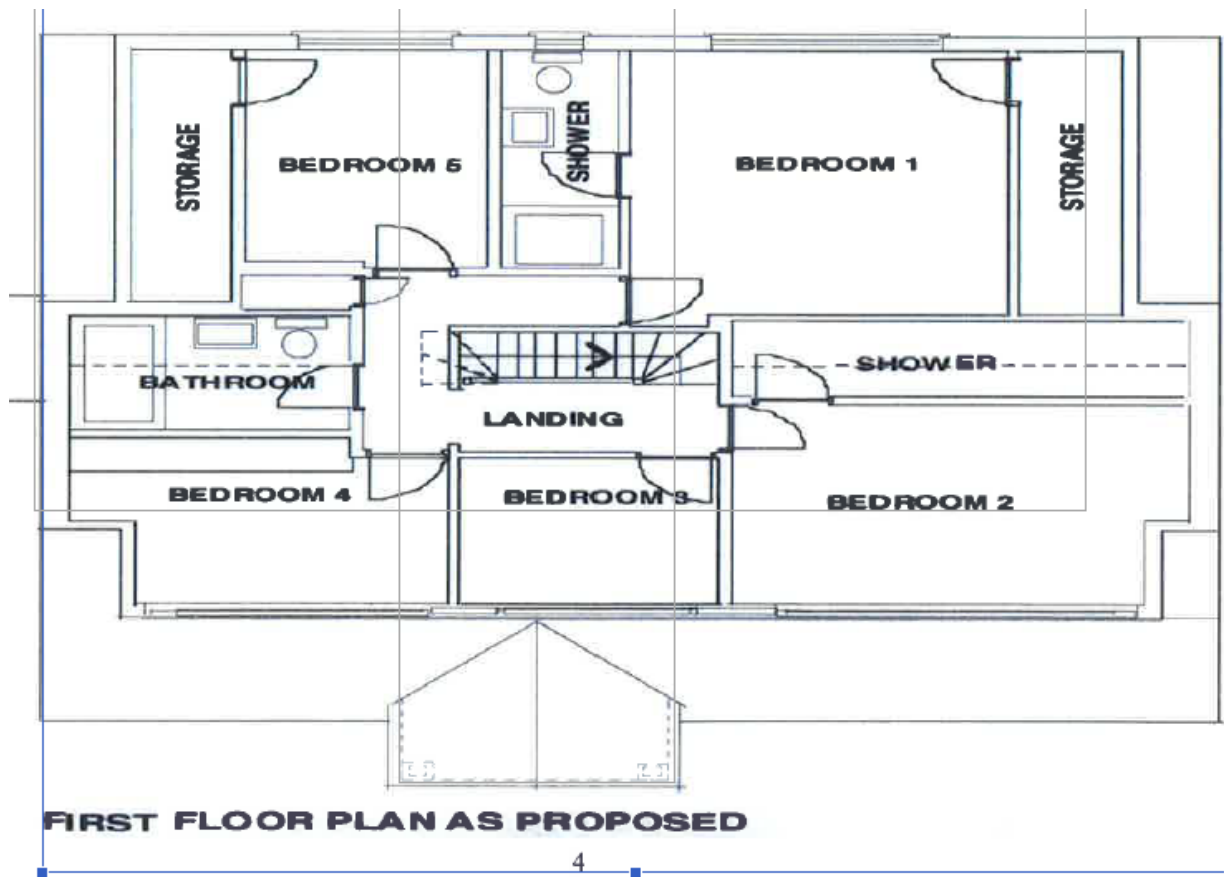 STORAGE
BEDROOM 5
SHOWER
BEDROOM 1
STORAGE
BATHROOM
SHOWER
LANDING
BEDROOM 4
BEDROOM 3
BEDROOM 2
FIRST FLOOR PLAN AS PROPOSED
4